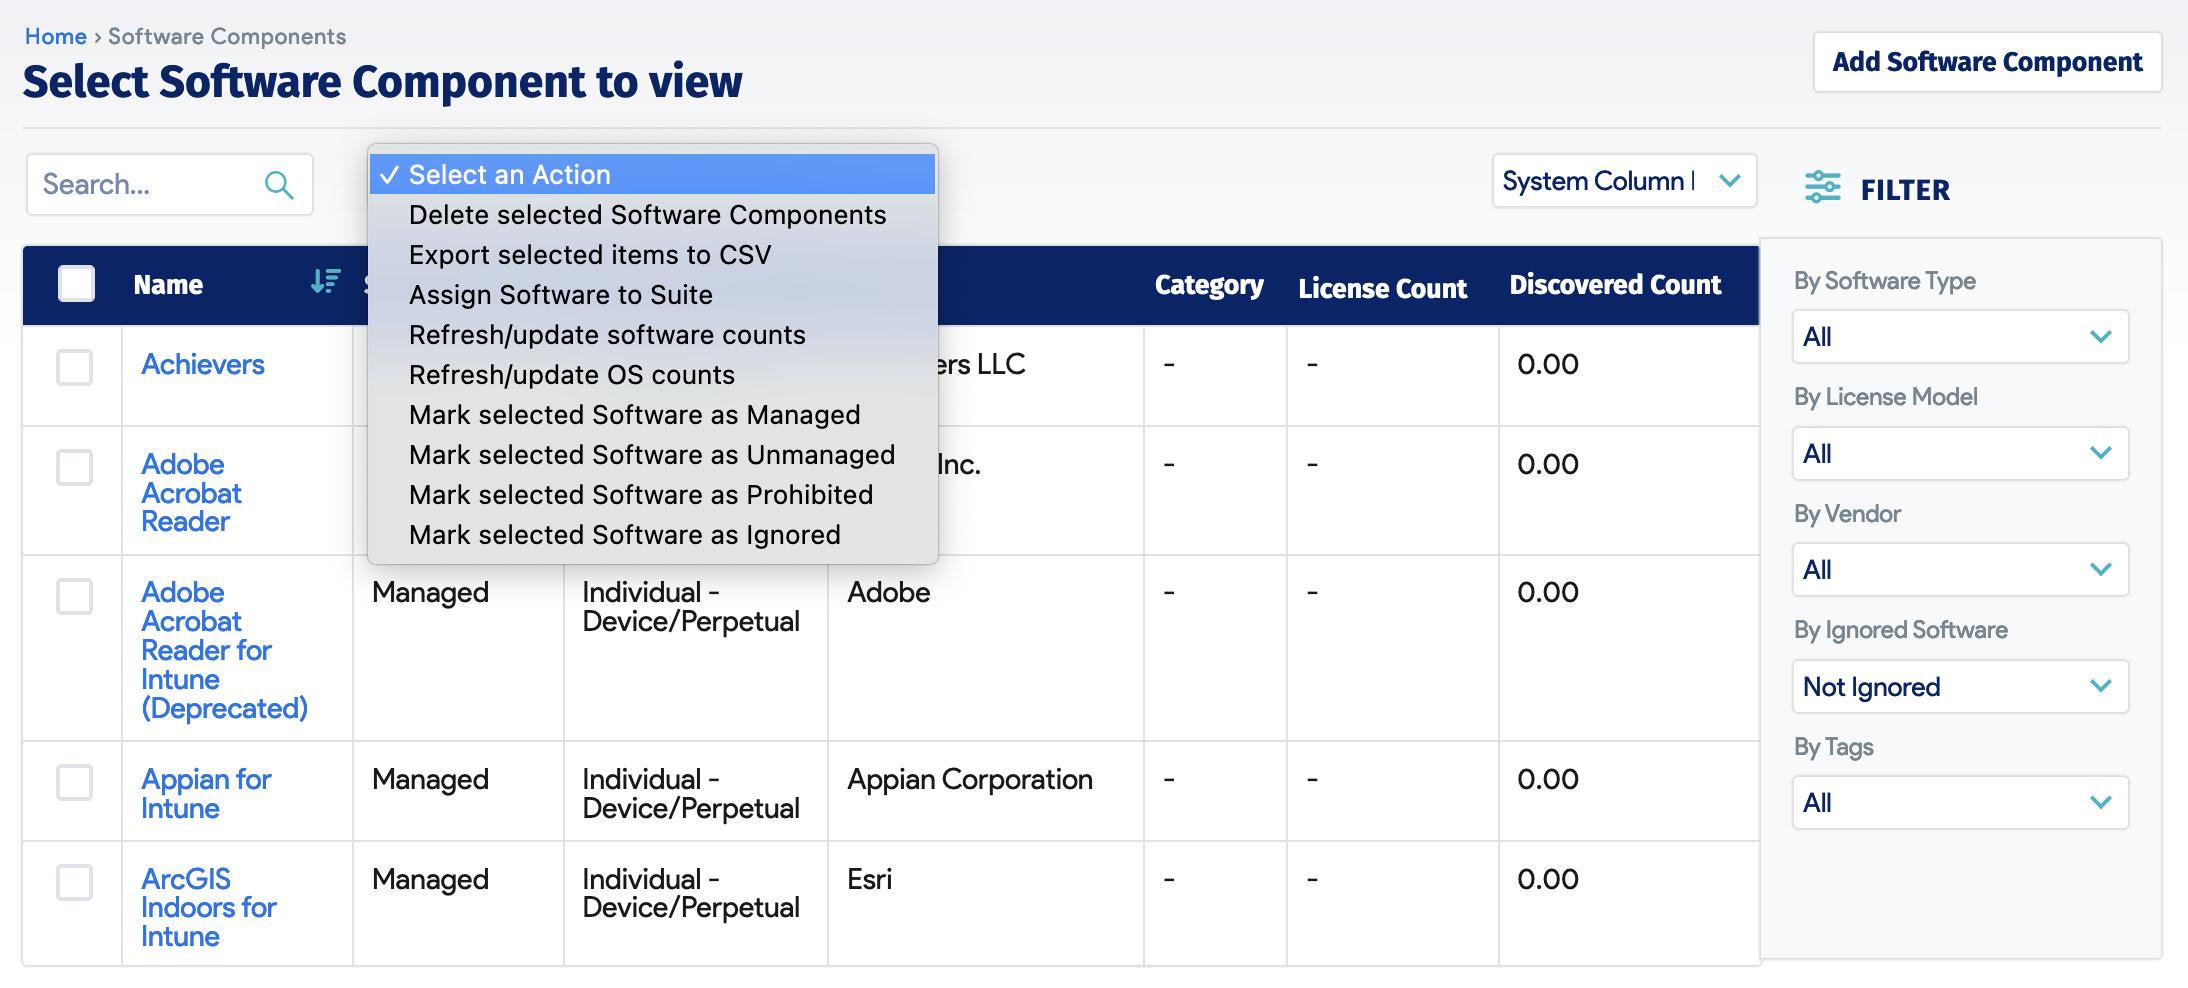 Home › Software Components
Select Software Component to view
Add Software Component
Search...
✓ Select an Action
Delete selected Software Components
Export selected items to CSV
Assign Software to Suite
Refresh/update software counts
Refresh/update OS counts
Mark selected Software as Managed
Mark selected Software as Unmanaged
Mark selected Software as Prohibited
Mark selected Software as Ignored
System Column
FILTER
Name
Category
License Count
Discovered Count
Achievers
LLC
-
-
0.00
Adobe
Acrobat
Reader
Inc.
-
-
0.00
Adobe
Acrobat
Reader for
Intune
(Deprecated)
Managed
Individual -
Device/Perpetual
Adobe
-
-
0.00
Appian for
Intune
Managed
Individual -
Device/Perpetual
Appian Corporation
-
-
0.00
ArcGIS
Indoors for
Intune
Managed
Individual -
Device/Perpetual
Esri
-
-
0.00
By Software Type
All
By License Model
All
By Vendor
All
By Ignored Software
Not Ignored
By Tags
All